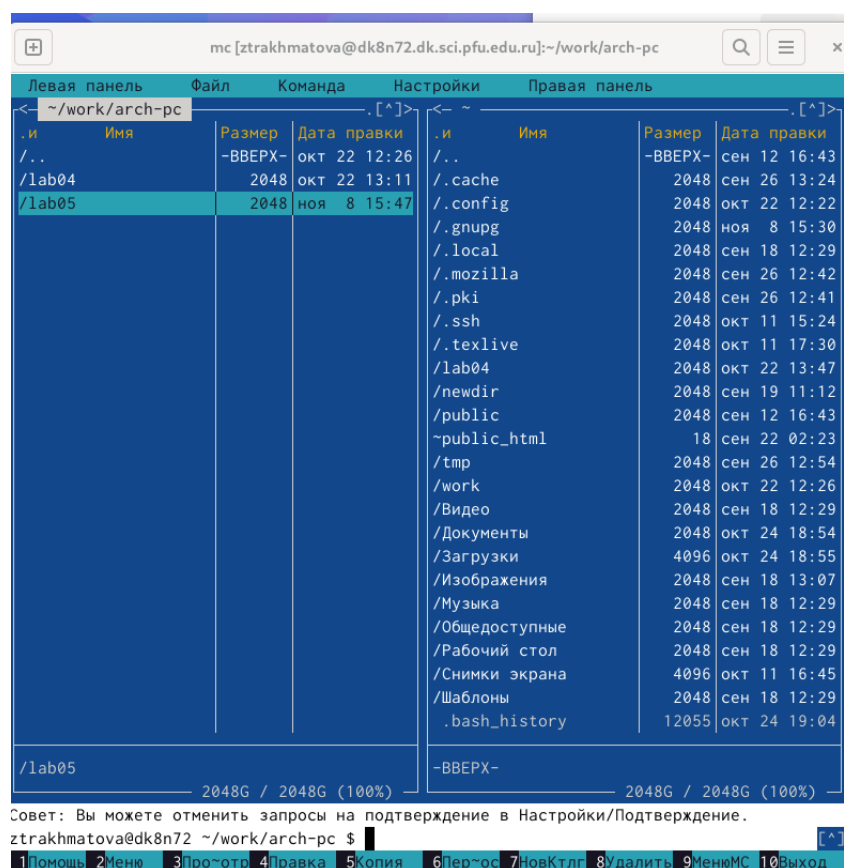 mc [ztrakhmatova@dk8n72.dk.sci.pfu.edu.ru]:~/work/arch-pc
Левая панель Файл Команда Настройки Правая панель
<— ~/work/arch-pc .[^]> <— ~ .[^]>
.и Имя Размер Дата правки .и Имя Размер Дата правки
/.. -ВВЕРХ- окт 22 12:26 /.. -ВВЕРХ- сен 12 16:43
/lab04 2048 окт 22 13:11 /.cache 2048 сен 26 13:24
/lab05 2048 ноя 8 15:47 /.config 2048 окт 22 12:22
/.gnupg 2048 ноя 8 15:30
/.local 2048 сен 18 12:29
/.mozilla 2048 сен 26 12:42
/.pki 2048 сен 26 12:41
/.ssh 2048 окт 11 15:24
/.texlive 2048 окт 11 17:30
/lab04 2048 окт 22 13:47
/newdir 2048 сен 19 11:12
/public 2048 сен 12 16:43
~public_html 18 сен 22 02:23
/tmp 2048 сен 26 12:54
/work 2048 окт 22 12:26
/Видео 2048 сен 18 12:29
/Документы 2048 окт 24 18:54
/Загрузки 4096 окт 24 18:55
/Изображения 2048 сен 18 13:07
/Музыка 2048 сен 18 12:29
/Общедоступные 2048 сен 18 12:29
/Рабочий стол 2048 сен 18 12:29
/Снимки экрана 4096 окт 11 16:45
/Шаблоны 2048 сен 18 12:29
.bash_history 12055 окт 24 19:04
/lab05 -ВВЕРХ-
2048G / 2048G (100%) 2048G / 2048G (100%)
Совет: Вы можете отменить запросы на подтверждение в Настройки/Подтверждение.
ztrakhmatova@dk8n72 ~/work/arch-pc $ [^]
1Помощь 2Меню 3Про~отр 4Правка 5Копия 6Пер~ос 7НовКтлг 8Удалить 9МенюМС 10Выход